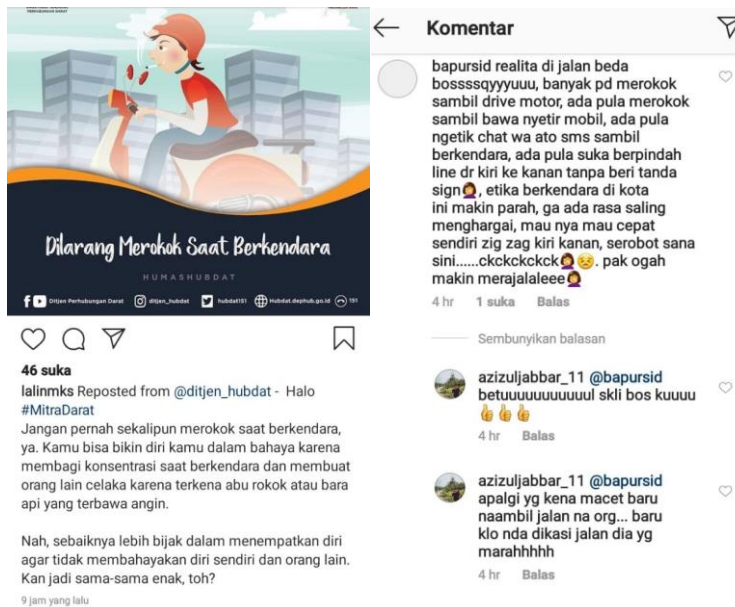 PERHUBUNGAN DARAT
Dilarang Merokok Saat Berkendara
HUMASHUBDAT
Ditjen Perhubungan Darat ditjen_hubdat hubdat151 Hubdat.dephub.go.id 151
46 suka
lalinmks Reposted from @ditjen_hubdat - Halo
#MitraDarat
Jangan pernah sekalipun merokok saat berkendara,
ya. Kamu bisa bikin diri kamu dalam bahaya karena
membagi konsentrasi saat berkendara dan membuat
orang lain celaka karena terkena abu rokok atau bara
api yang terbawa angin.
Nah, sebaiknya lebih bijak dalam menempatkan diri
agar tidak membahayakan diri sendiri dan orang lain.
Kan jadi sama-sama enak, toh?
9 jam yang lalu
Komentar
bapursid realita di jalan beda
bossssqyyyuuu, banyak pd merokok
sambil drive motor, ada pula merokok
sambil bawa nyetir mobil, ada pula
ngetik chat wa ato sms sambil
berkendara, ada pula suka berpindah
line dr kiri ke kanan tanpa beri tanda
sign🤦‍♀️, etika berkendara di kota
ini makin parah, ga ada rasa saling
menghargai, mau nya mau cepat
sendiri zig zag kiri kanan, serobot sana
sini......ckckckckck🤦‍♀️😣. pak ogah
makin merajalaleee🤦‍♀️
4 hr 1 suka Balas
Sembunyikan balasan
azizuljabbar_11 @bapursid
betuuuuuuuuuuul skli bos kuuuu
👍👍👍
4 hr Balas
azizuljabbar_11 @bapursid
apalgi yg kena macet baru
naambil jalan na org... baru
klo nda dikasi jalan dia yg
marahhhhh
4 hr Balas